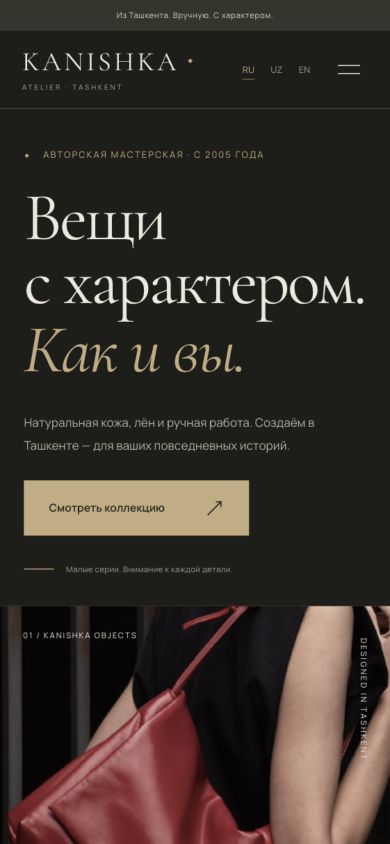 Из Ташкента. Вручную. С характером.
KANISHKA
ATELIER · TASHKENT
RU UZ EN
АВТОРСКАЯ МАСТЕРСКАЯ · С 2005 ГОДА
Вещи
с характером.
Как и вы.
Натуральная кожа, лён и ручная работа. Создаём в
Ташкенте — для ваших повседневных историй.
Смотреть коллекцию
Малые серии. Внимание к каждой детали.
01 / KANISHKA OBJECTS
DESIGNED IN TASHKENT